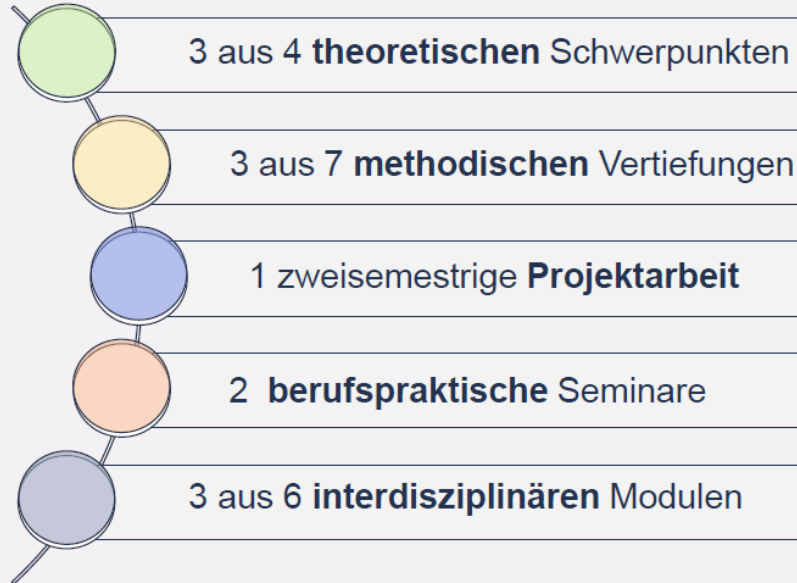 3 aus 4 theoretischen Schwerpunkten
3 aus 7 methodischen Vertiefungen
1 zweisemestrige Projektarbeit
2 berufspraktische Seminare
3 aus 6 interdisziplinären Modulen